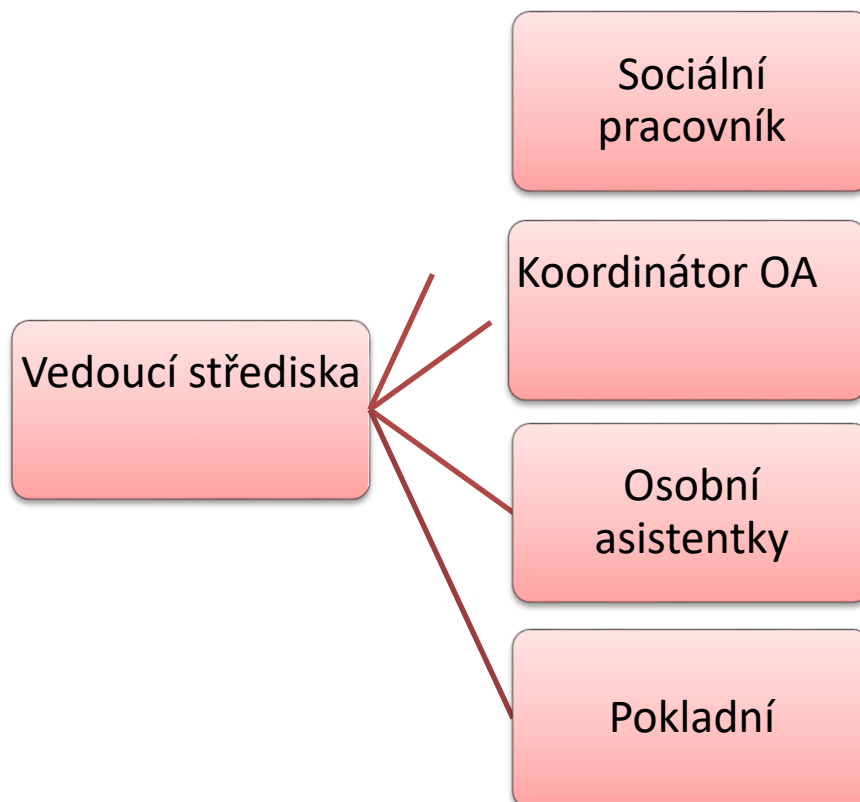 Sociální
pracovník
Koordinátor OA
Vedoucí střediska
Osobní
asistentky
Pokladní